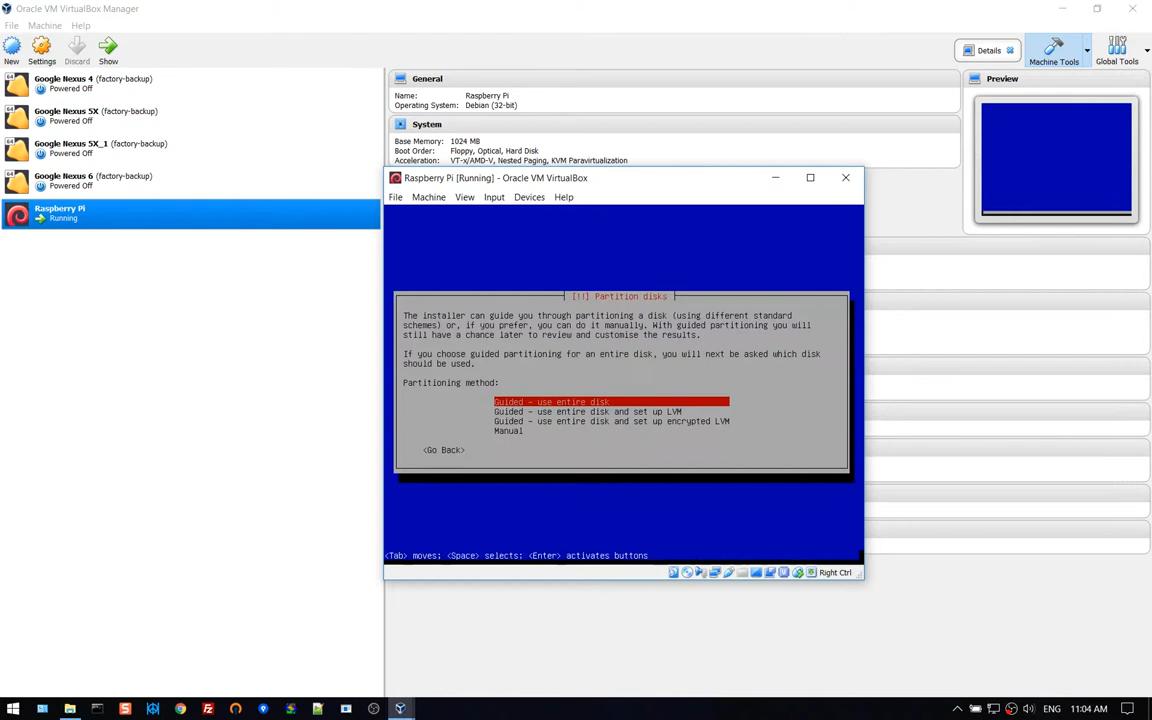 Oracle VM VirtualBox Manager
File Machine Help
New Settings Discard Show
Details
Machine Tools
Global Tools
64
Google Nexus 4 (factory-backup)
Powered Off
64
Google Nexus 5X (factory-backup)
Powered Off
64
Google Nexus 5X_1 (factory-backup)
Powered Off
64
Google Nexus 6 (factory-backup)
Powered Off
Raspberry Pi
Running
General
Name: Raspberry Pi
Operating System: Debian (32-bit)
System
Base Memory: 1024 MB
Boot Order: Floppy, Optical, Hard Disk
Acceleration: VT-x/AMD-V, Nested Paging, KVM Paravirtualization
Preview
Raspberry Pi [Running] - Oracle VM VirtualBox
File Machine View Input Devices Help
[!!] Partition disks
The installer can guide you through partitioning a disk (using different standard
schemes) or, if you prefer, you can do it manually. With guided partitioning you will
still have a chance later to review and customise the results.
If you choose guided partitioning for an entire disk, you will next be asked which disk
should be used.
Partitioning method:
Guided - use entire disk
Guided - use entire disk and set up LVM
Guided - use entire disk and set up encrypted LVM
Manual
<Go Back>
<Tab> moves; <Space> selects; <Enter> activates buttons
Right Ctrl
ENG 11:04 AM